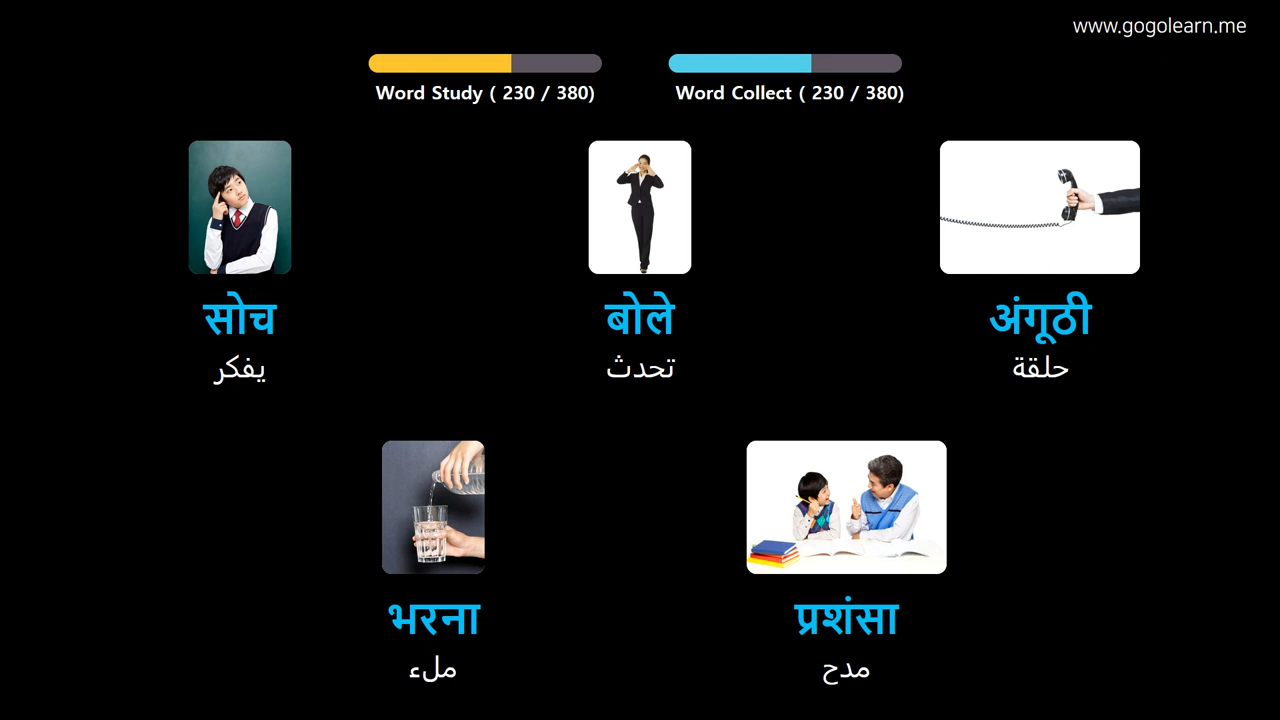 www.gogolearn.me
Word Study ( 230 / 380)
Word Collect ( 230 / 380)
सोच
يفكر
बोले
تحدث
अंगूठी
حلقة
भरना
ملء
प्रशंसा
مدح